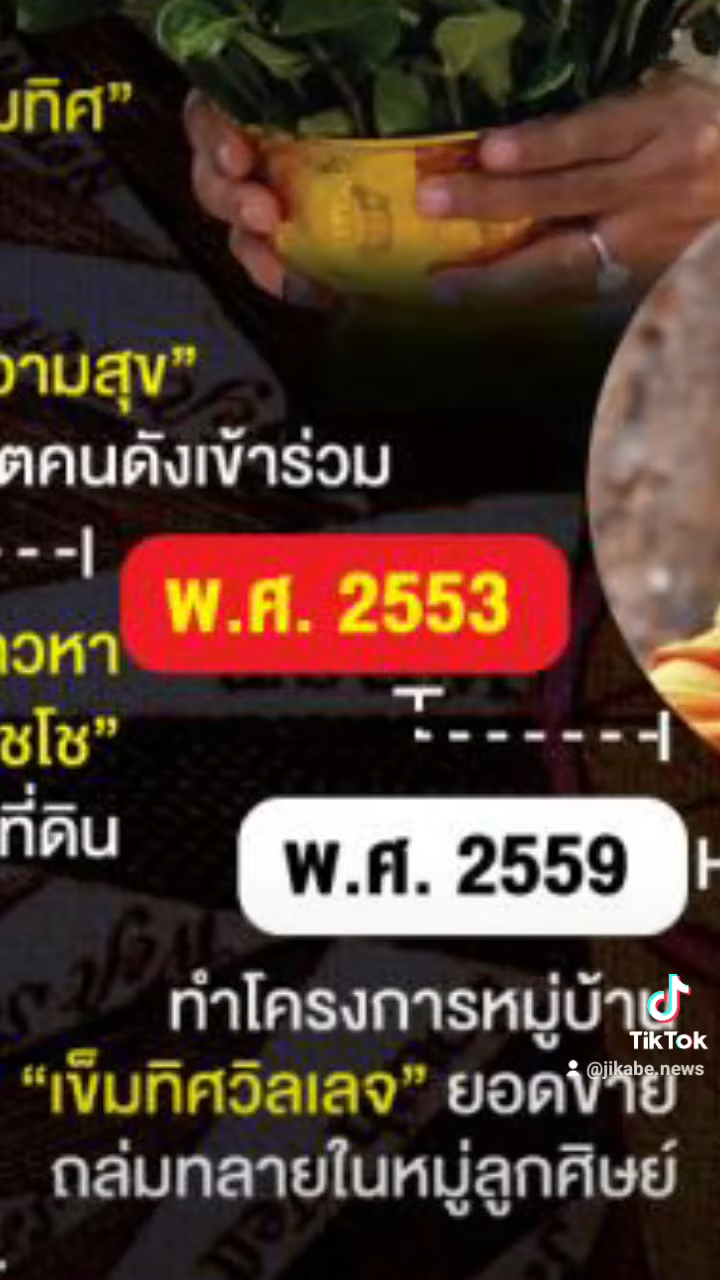 มทิศ”
วามสุข”
ตคนดังเข้าร่วม
พ.ศ. 2553
าวหา
ชโช”
ที่ดิน
พ.ศ. 2559
ทำโครงการหมู่บ้าน
“เข็มทิศวิลเลจ” ยอดขาย
ถล่มทลายในหมู่ลูกศิษย์
TikTok
@jikabe.news